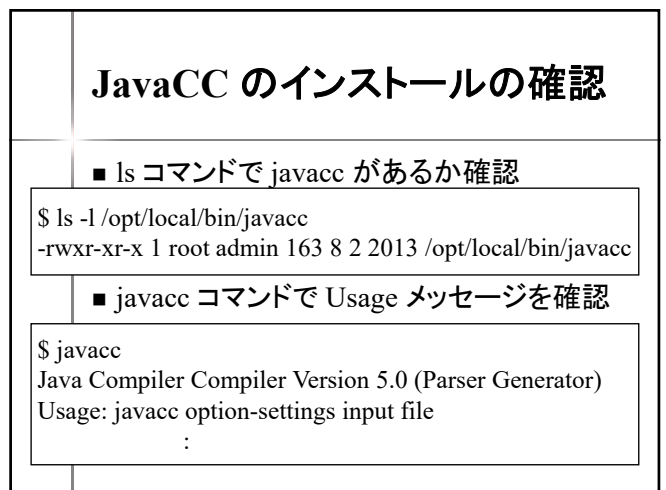 JavaCC のインストールの確認
■ ls コマンドで javacc があるか確認
$ ls -l /opt/local/bin/javacc
-rwxr-xr-x 1 root admin 163 8 2 2013 /opt/local/bin/javacc
■ javacc コマンドで Usage メッセージを確認
$ javacc
Java Compiler Compiler Version 5.0 (Parser Generator)
Usage: javacc option-settings input file
: